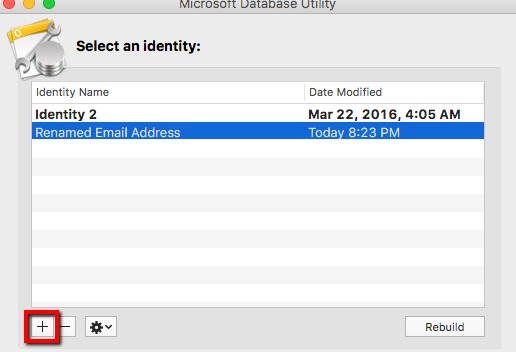 Microsoft Database Utility
Select an identity:
Identity Name Date Modified
Identity 2 Mar 22, 2016, 4:05 AM
Renamed Email Address Today 8:23 PM
Rebuild